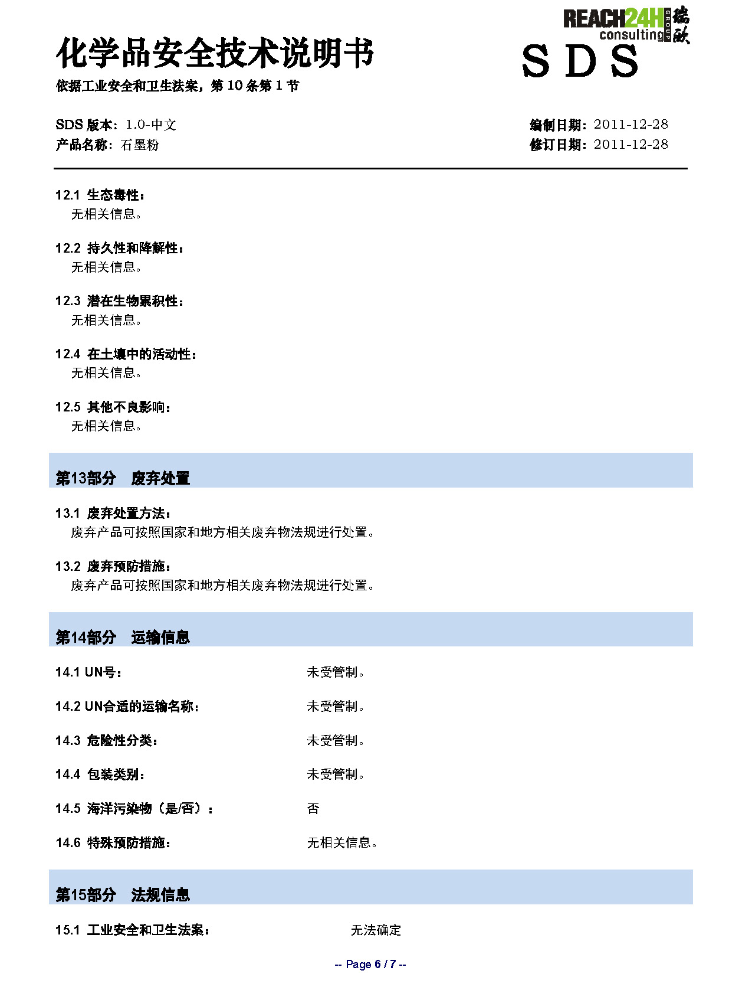 REACH24H GROUP 瑞欧
consulting
化学品安全技术说明书
S D S
依据工业安全和卫生法案，第 10 条第 1 节
SDS 版本：1.0-中文 编制日期：2011-12-28
产品名称：石墨粉 修订日期：2011-12-28
12.1 生态毒性：
无相关信息。
12.2 持久性和降解性：
无相关信息。
12.3 潜在生物累积性：
无相关信息。
12.4 在土壤中的活动性：
无相关信息。
12.5 其他不良影响：
无相关信息。
第13部分 废弃处置
13.1 废弃处置方法：
废弃产品可按照国家和地方相关废弃物法规进行处置。
13.2 废弃预防措施：
废弃产品可按照国家和地方相关废弃物法规进行处置。
第14部分 运输信息
14.1 UN号： 未受管制。
14.2 UN合适的运输名称： 未受管制。
14.3 危险性分类： 未受管制。
14.4 包装类别： 未受管制。
14.5 海洋污染物（是/否）： 否
14.6 特殊预防措施： 无相关信息。
第15部分 法规信息
15.1 工业安全和卫生法案： 无法确定
-- Page 6 / 7 --